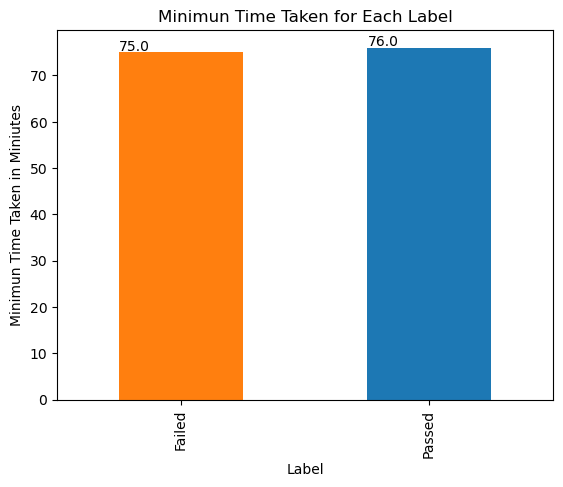 Minimun Time Taken for Each Label
75.0
76.0
Minimun Time Taken in Miniutes
70
60
50
40
30
20
10
0
Failed
Passed
Label